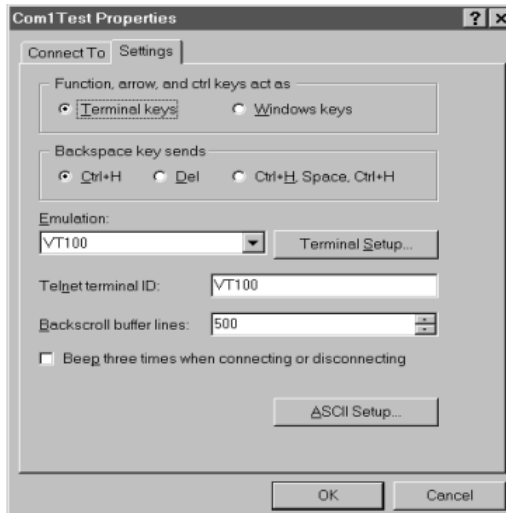 Com1Test Properties
Connect To Settings
Function, arrow, and ctrl keys act as
Terminal keys Windows keys
Backspace key sends
Ctrl+H Del Ctrl+H, Space, Ctrl+H
Emulation:
VT100 Terminal Setup...
Telnet terminal ID: VT100
Backscroll buffer lines: 500
Beep three times when connecting or disconnecting
ASCII Setup...
OK Cancel